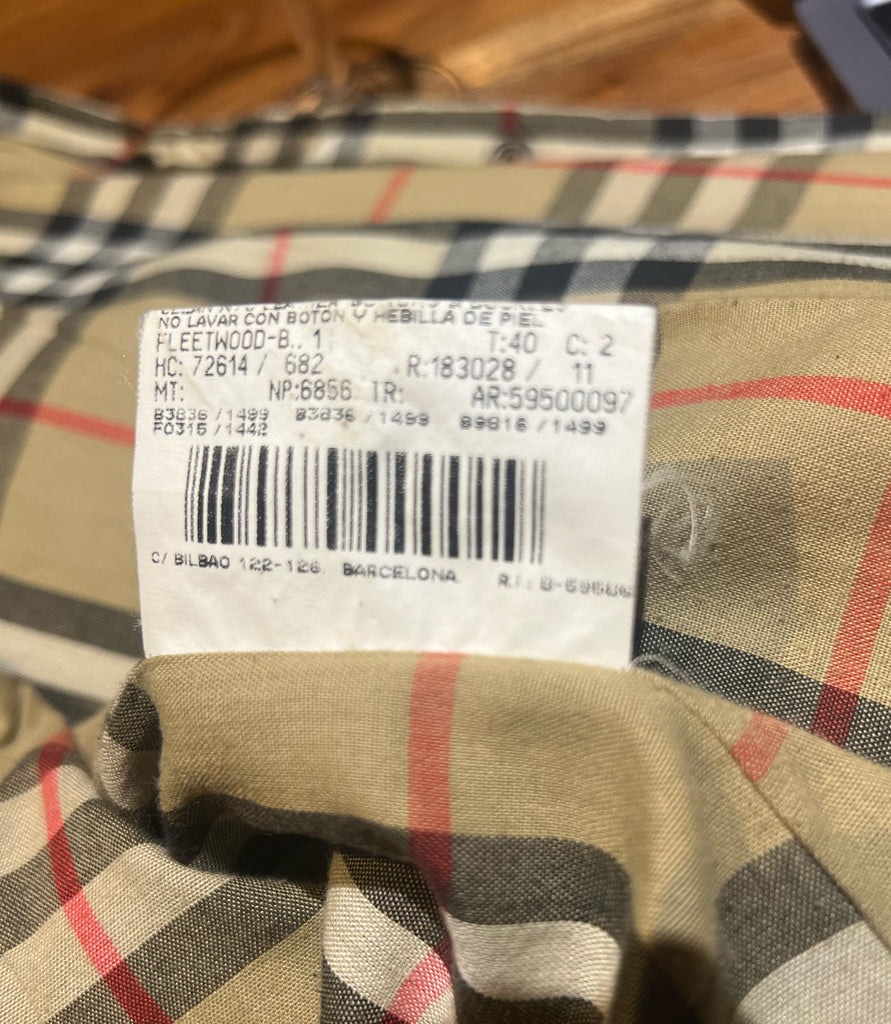 NO LAVAR CON BOTON Y HEBILLA DE PIEL
FLEETWOOD-B.. 1 T:40 C: 2
HC: 72614 / 682 R:183028 / 11
MT: NP:6856 TR: AR:59500097
B3836 /1499 B3836 /1499 B9816 /1499
F0315 /1442
C/ BILBAO 122-126. BARCELONA